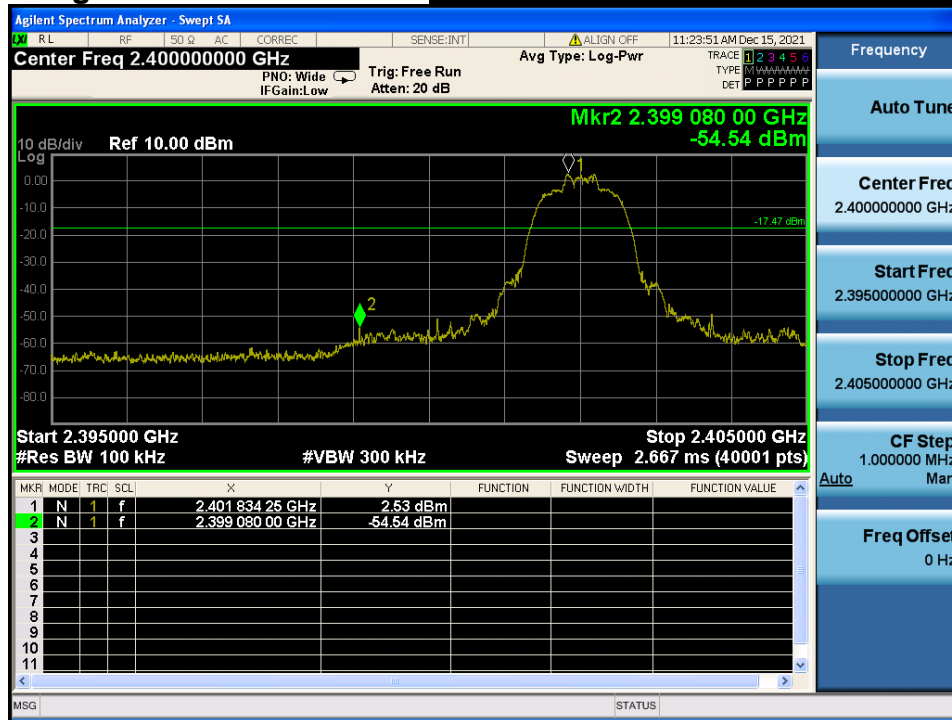 Agilent Spectrum Analyzer - Swept SA
LXI RL RF 50 Ω AC CORREC SENSE:INT ALIGN OFF 11:23:51 AM Dec 15, 2021
Center Freq 2.400000000 GHz
PNO: Wide
IFGain:Low
Trig: Free Run
Atten: 20 dB
Avg Type: Log-Pwr
TRACE 1 2 3 4 5 6
TYPE M WWWWW
DET P P P P P P
Mkr2 2.399 080 00 GHz
-54.54 dBm
10 dB/div Ref 10.00 dBm
Log
0.00
-10.0
-20.0
-30.0
-40.0
-50.0
-60.0
-70.0
-80.0
1
-17.47 dBm
2
Start 2.395000 GHz Stop 2.405000 GHz
#Res BW 100 kHz #VBW 300 kHz Sweep 2.667 ms (40001 pts)
MKR MODE TRC SCL X Y FUNCTION FUNCTION WIDTH FUNCTION VALUE
1 N 1 f 2.401 834 25 GHz 2.53 dBm
2 N 1 f 2.399 080 00 GHz -54.54 dBm
3
4
5
6
7
8
9
10
11
MSG STATUS
Frequency
Auto Tune
Center Freq
2.400000000 GHz
Start Freq
2.395000000 GHz
Stop Freq
2.405000000 GHz
CF Step
1.000000 MHz
Auto Man
Freq Offset
0 Hz